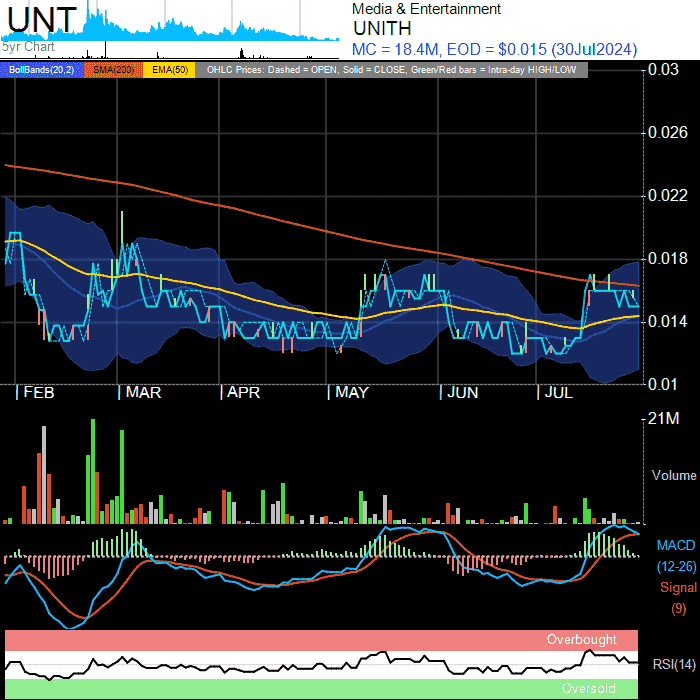 UNT
5yr Chart
Media & Entertainment
UNITH
MC = 18.4M, EOD = $0.015 (30Jul2024)
BollBands(20,2) SMA(200) EMA(50) OHLC Prices: Dashed = OPEN, Solid = CLOSE, Green/Red bars = Intra-day HIGH/LOW
0.03
0.026
0.022
0.018
0.014
0.01
| FEB | MAR | APR | MAY | JUN | JUL
21M
Volume
MACD
(12-26)
Signal
(9)
Overbought
RSI(14)
Oversold